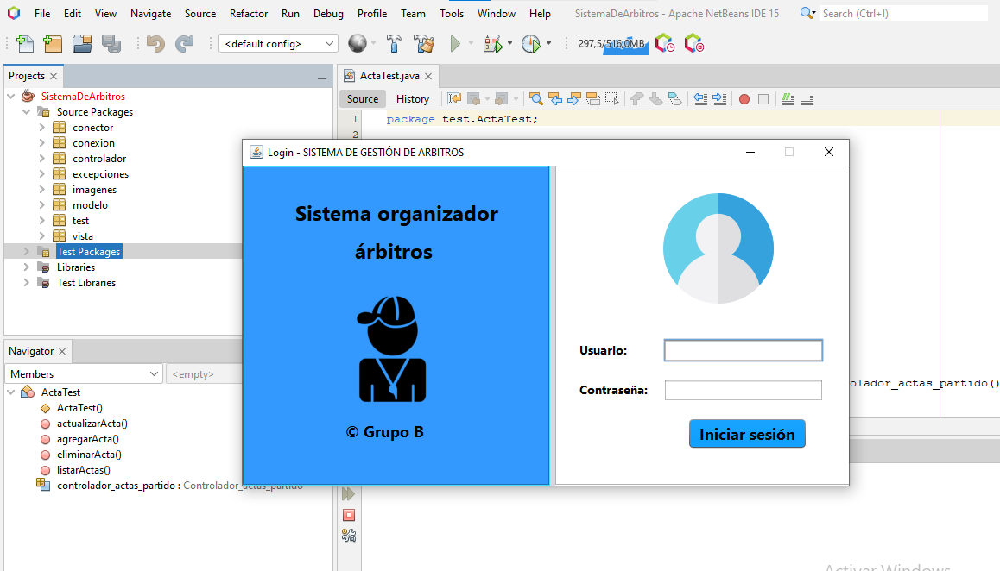 File Edit View Navigate Source Refactor Run Debug Profile Team Tools Window Help SistemaDeArbitros - Apache NetBeans IDE 15 Search (Ctrl+I)
<default config> 297,5/516,0MB
Projects
SistemaDeArbitros
Source Packages
conector
conexion
controlador
excepciones
imagenes
modelo
test
vista
Test Packages
Libraries
Test Libraries
Navigator
Members <empty>
ActaTest
ActaTest()
actualizarActa()
agregarActa()
eliminarActa()
listarActas()
controlador_actas_partido : Controlador_actas_partido
ActaTest.java
Source History
1 package test.ActaTest;
2
olador_actas_partido()
Login - SISTEMA DE GESTIÓN DE ARBITROS
Sistema organizador
árbitros
© Grupo B
Usuario:
Contraseña:
Iniciar sesión
Activar Windows